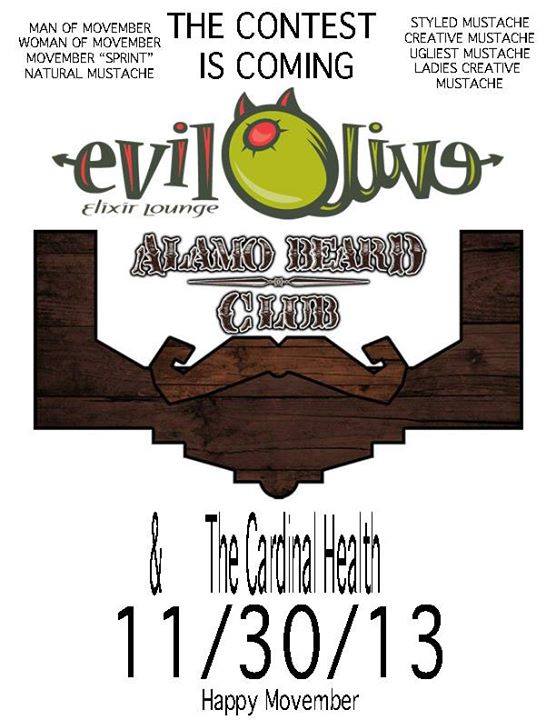 MAN OF MOVEMBER
WOMAN OF MOVEMBER
MOVEMBER “SPRINT”
NATURAL MUSTACHE
THE CONTEST
IS COMING
STYLED MUSTACHE
CREATIVE MUSTACHE
UGLIEST MUSTACHE
LADIES CREATIVE
MUSTACHE
evil Olive
Elixir Lounge
ALAMO BEARD
CLUB
& The Cardinal Health
11/30/13
Happy Movember